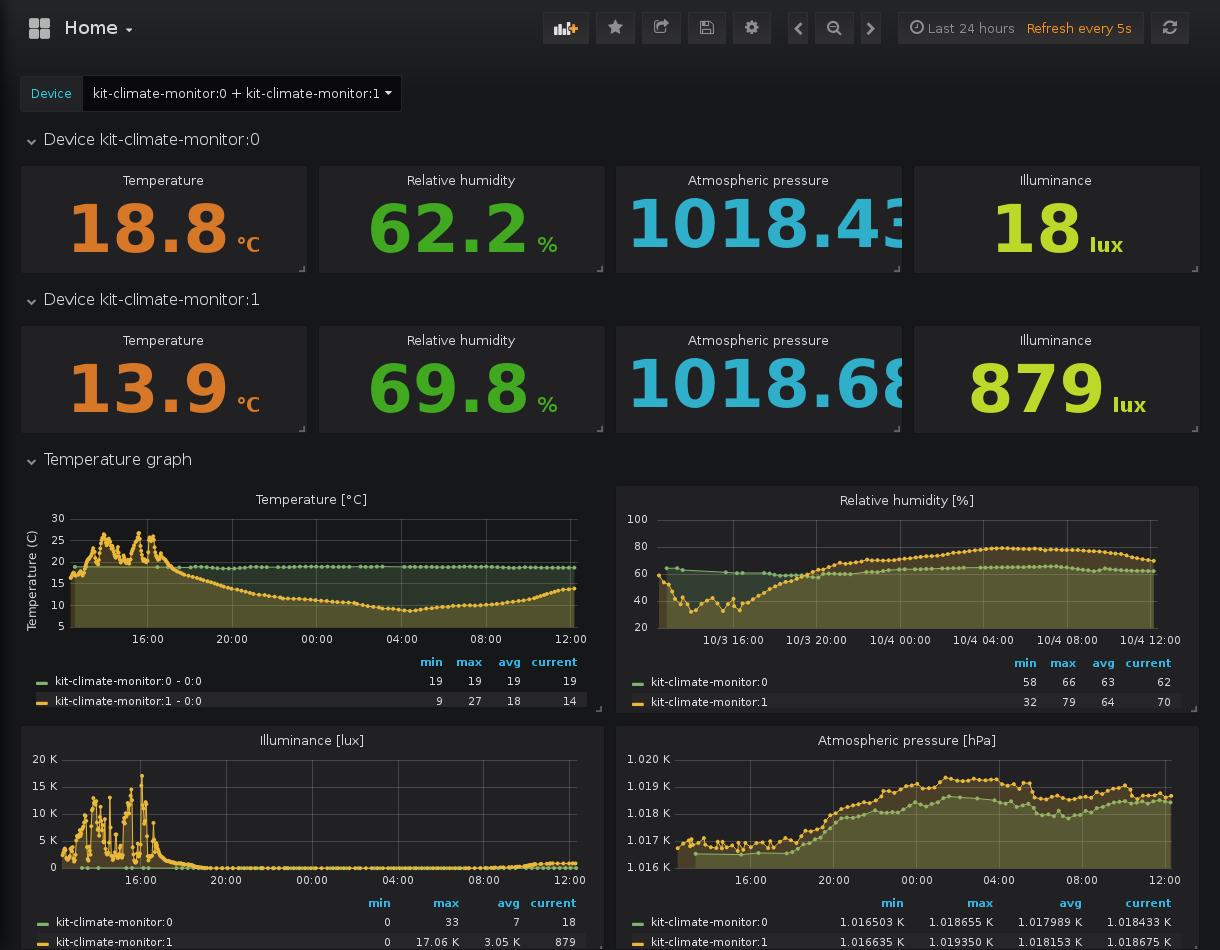 Home
Last 24 hours Refresh every 5s
Device kit-climate-monitor:0 + kit-climate-monitor:1
Device kit-climate-monitor:0
Temperature Relative humidity Atmospheric pressure Illuminance
18.8 °C 62.2 % 1018.43 18 lux
Device kit-climate-monitor:1
Temperature Relative humidity Atmospheric pressure Illuminance
13.9 °C 69.8 % 1018.68 879 lux
Temperature graph
Temperature [°C]
Temperature (C)
30
25
20
15
10
5
16:00 20:00 00:00 04:00 08:00 12:00
min max avg current
kit-climate-monitor:0 - 0:0 19 19 19 19
kit-climate-monitor:1 - 0:0 9 27 18 14
Relative humidity [%]
100
80
60
40
20
10/3 16:00 10/3 20:00 10/4 00:00 10/4 04:00 10/4 08:00 10/4 12:00
min max avg current
kit-climate-monitor:0 58 66 63 62
kit-climate-monitor:1 32 79 64 70
Illuminance [lux]
20 K
15 K
10 K
5 K
0
16:00 20:00 00:00 04:00 08:00 12:00
min max avg current
kit-climate-monitor:0 0 33 7 18
kit-climate-monitor:1 0 17.06 K 3.05 K 879
Atmospheric pressure [hPa]
1.020 K
1.019 K
1.018 K
1.017 K
1.016 K
16:00 20:00 00:00 04:00 08:00 12:00
min max avg current
kit-climate-monitor:0 1.016503 K 1.018655 K 1.017989 K 1.018433 K
kit-climate-monitor:1 1.016635 K 1.019350 K 1.018153 K 1.018675 K